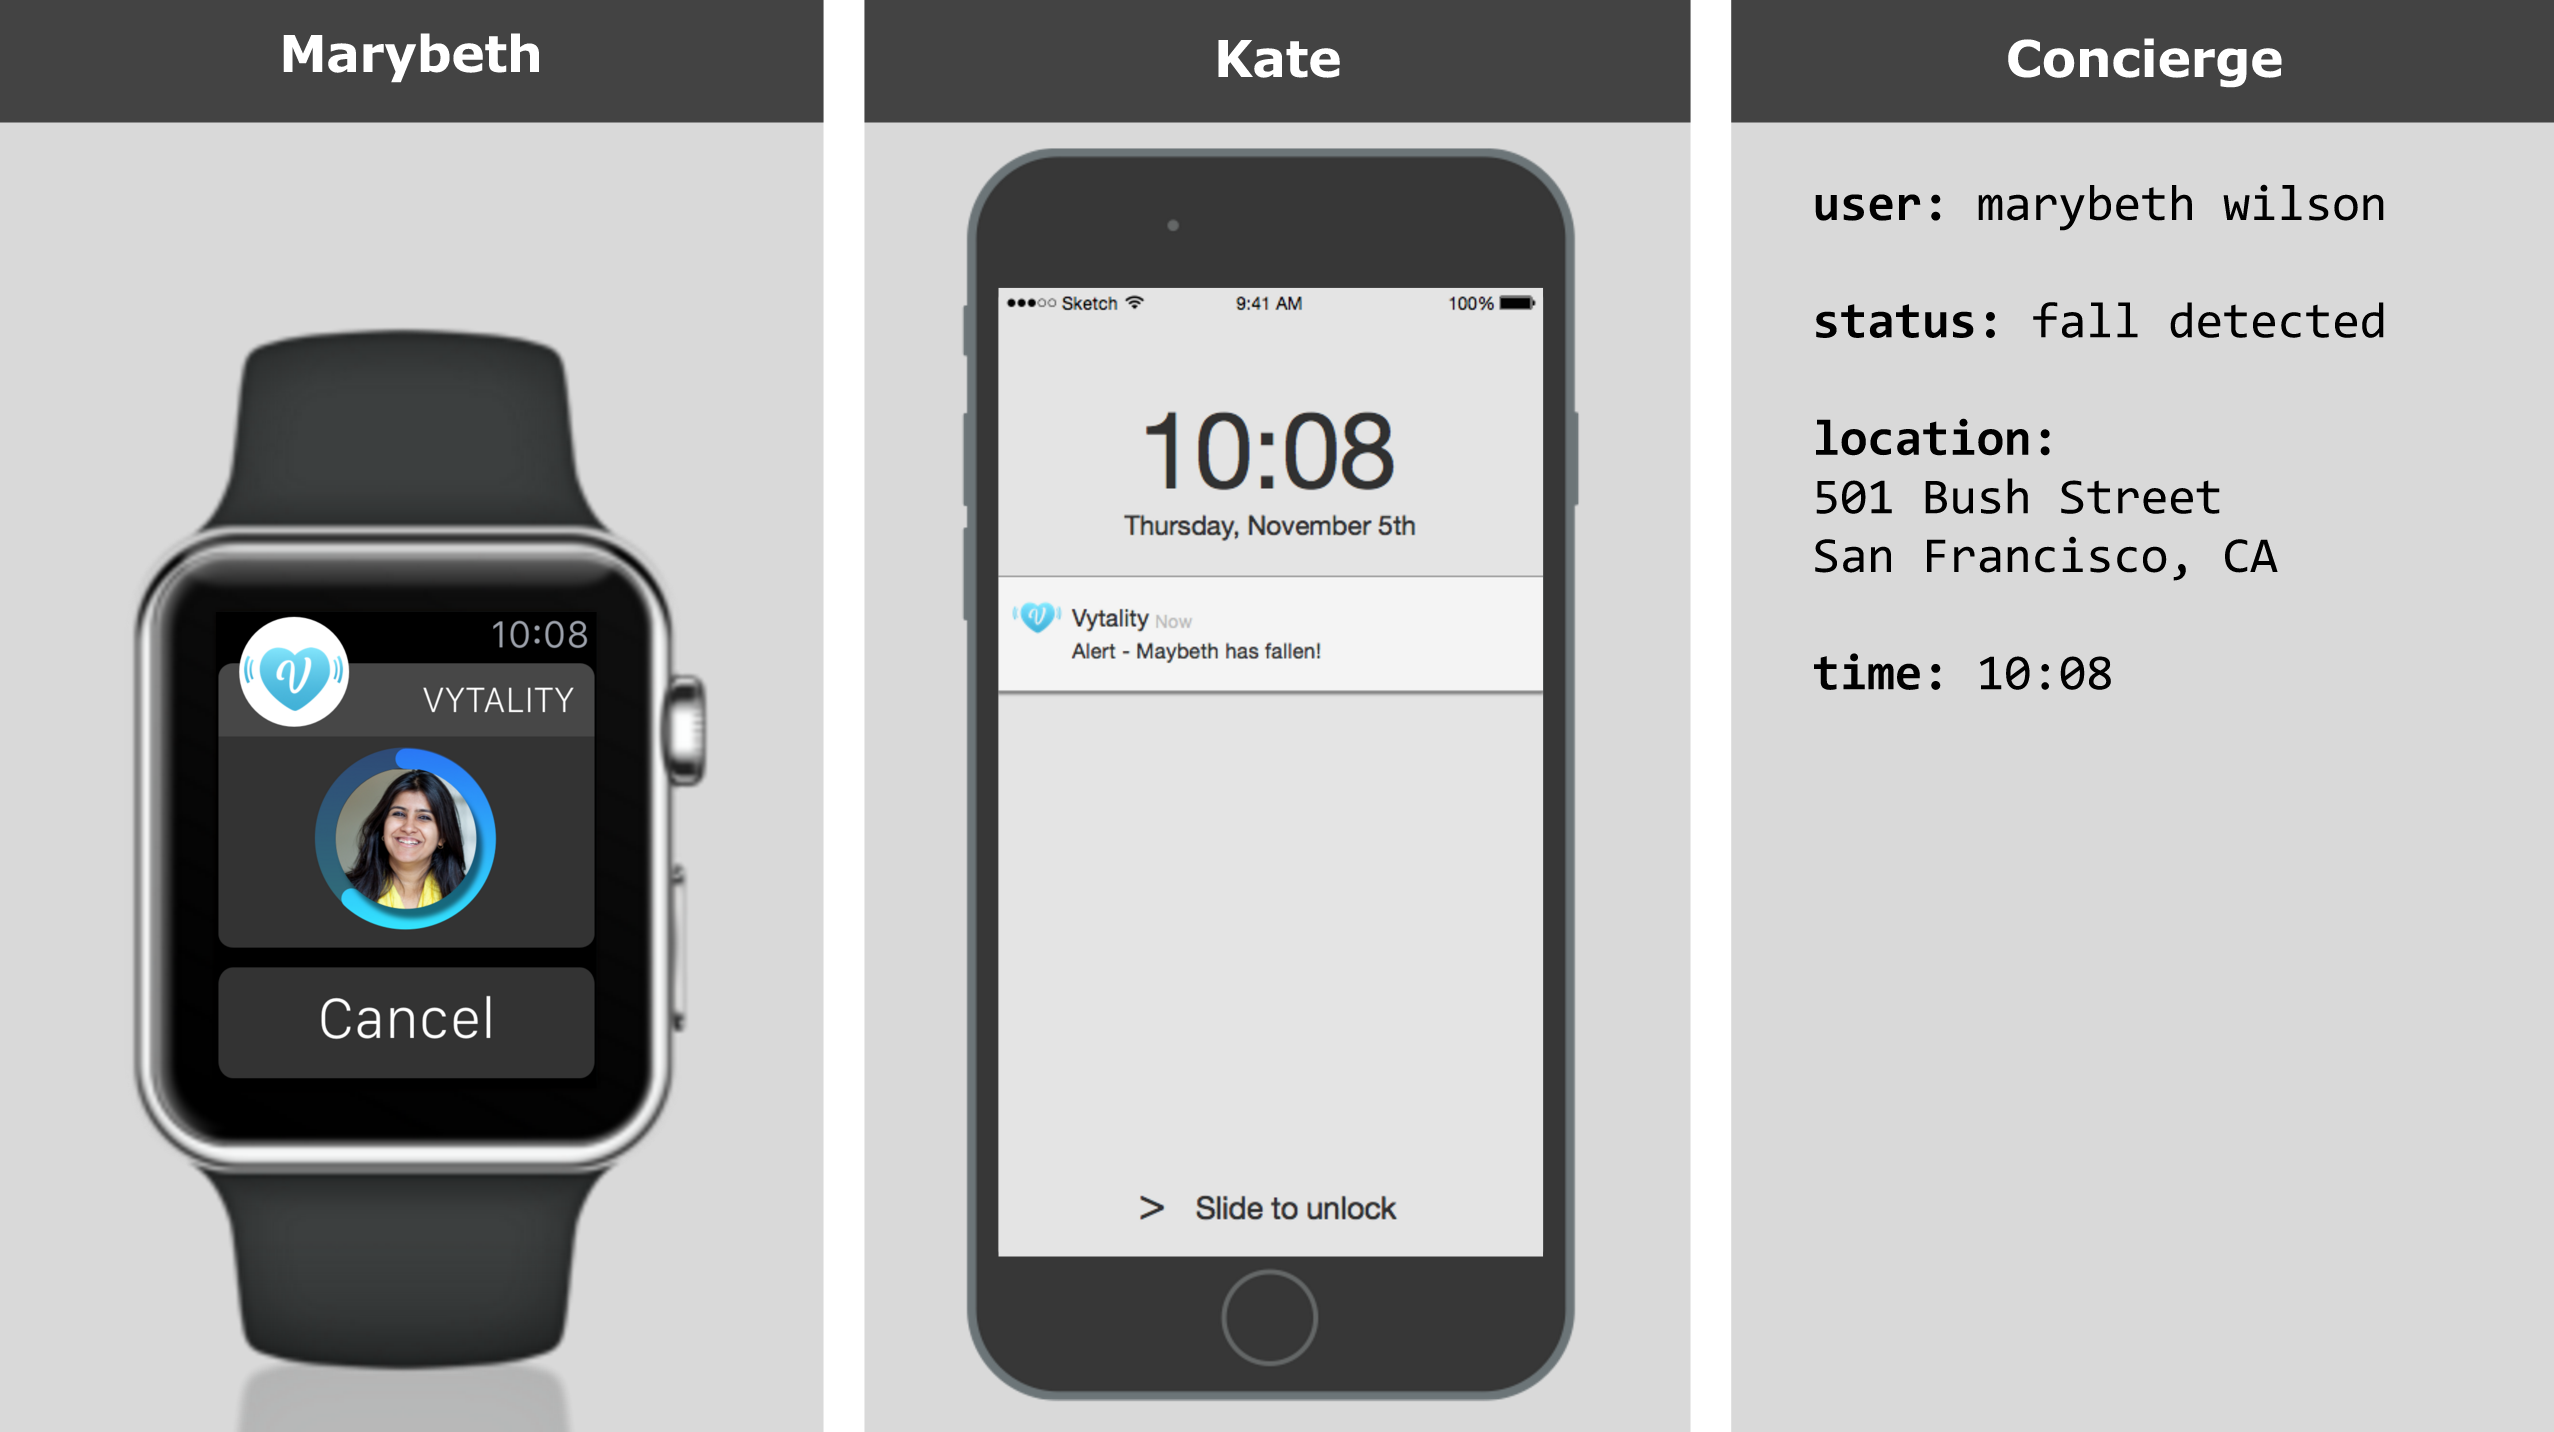 Marybeth
10:08
V
VYTALITY
Cancel
Kate
Sketch 9:41 AM 100%
10:08
Thursday, November 5th
V
Vytality Now
Alert - Maybeth has fallen!
> Slide to unlock
Concierge
user: marybeth wilson
status: fall detected
location:
501 Bush Street
San Francisco, CA
time: 10:08